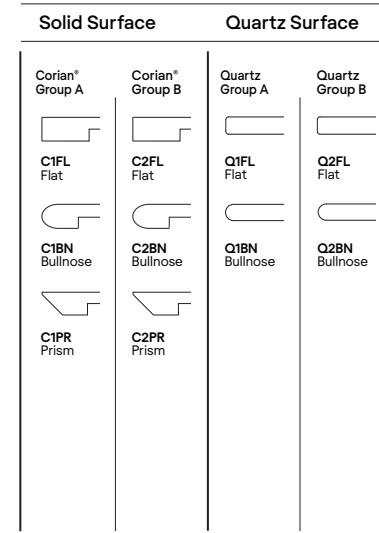 Solid Surface
Quartz Surface
Corian®
Group A
C1FL
Flat
C1BN
Bullnose
C1PR
Prism
Corian®
Group B
C2FL
Flat
C2BN
Bullnose
C2PR
Prism
Quartz
Group A
Q1FL
Flat
Q1BN
Bullnose
Quartz
Group B
Q2FL
Flat
Q2BN
Bullnose